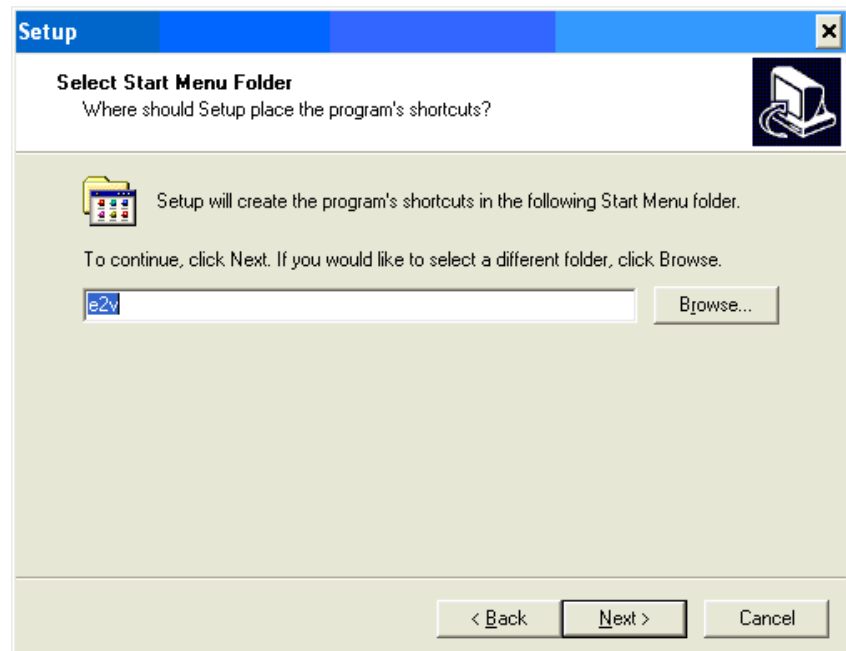 Setup
Select Start Menu Folder
Where should Setup place the program's shortcuts?
Setup will create the program's shortcuts in the following Start Menu folder.
To continue, click Next. If you would like to select a different folder, click Browse.
e2v
Browse...
< Back
Next >
Cancel